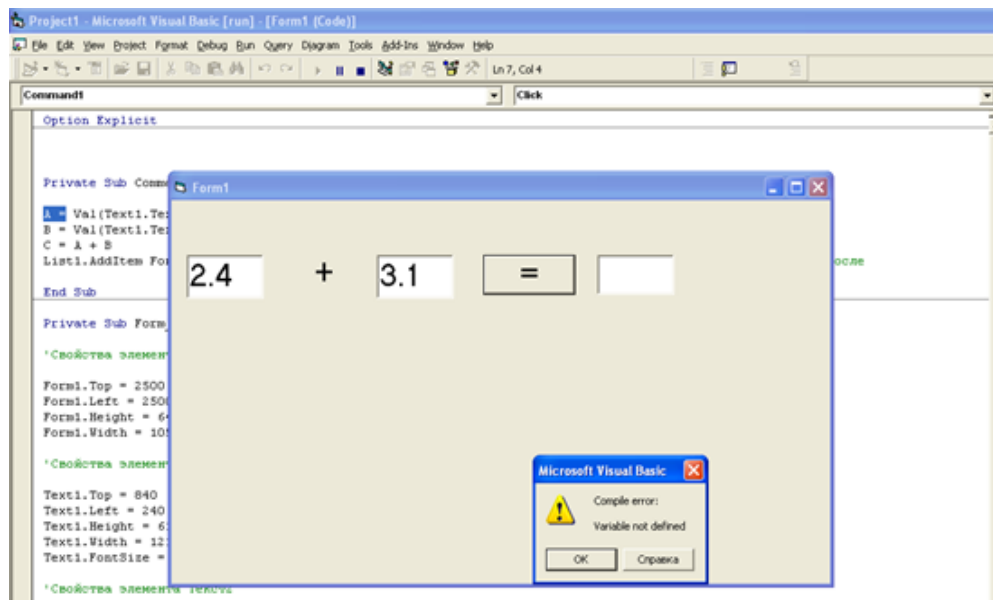 Project1 - Microsoft Visual Basic [run] - [Form1 (Code)]
File Edit View Project Format Debug Run Query Diagram Tools Add-Ins Window Help
Ln 7, Col 4
Command1 Click
Option Explicit
Private Sub Comm
Form1
A = Val(Text1.Te
B = Val(Text1.Te
C = A + B
List1.AddItem Fo
осле
2.4 + 3.1 =
End Sub
Private Sub Form_
'Свойства элемен
Form1.Top = 2500
Form1.Left = 250
Form1.Height = 6
Form1.Width = 10
'Свойства элемен
Microsoft Visual Basic
Compile error:
Variable not defined
OK Справка
Text1.Top = 840
Text1.Left = 240
Text1.Height = 6
Text1.Width = 12
Text1.FontSize =
'Свойства элемента